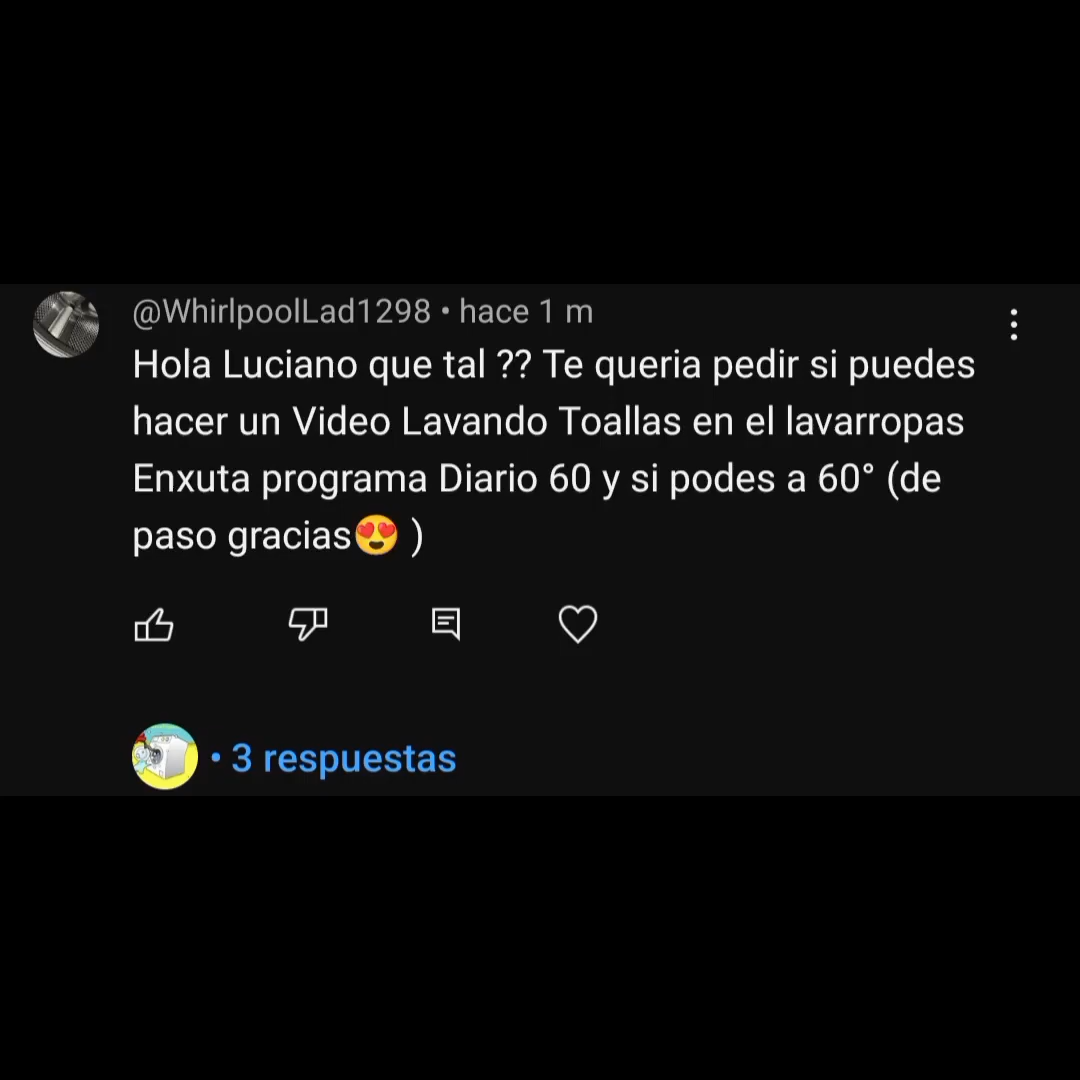 @WhirlpoolLad1298 • hace 1 m
Hola Luciano que tal ?? Te queria pedir si puedes
hacer un Video Lavando Toallas en el lavarropas
Enxuta programa Diario 60 y si podes a 60° (de
paso gracias😍 )
• 3 respuestas